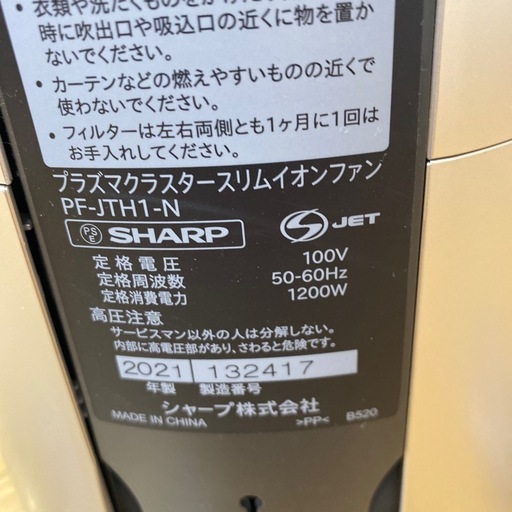 時に吹出口や吸込口の近くに物を置か
ないでください。
• カーテンなどの燃えやすいものの近くで
使わないでください。
• フィルターは左右両側とも1ヶ月に1回は
お手入れしてください。
プラズマクラスタースリムイオンファン
PF-JTH1-N
PSE SHARP S JET
定格電圧 100V
定格周波数 50-60Hz
定格消費電力 1200W
高圧注意
サービスマン以外の人は分解しない。
内部に高電圧部があり、さわると危険です。
2021 132417
年製 製造番号
シャープ株式会社
MADE IN CHINA >PP< B520